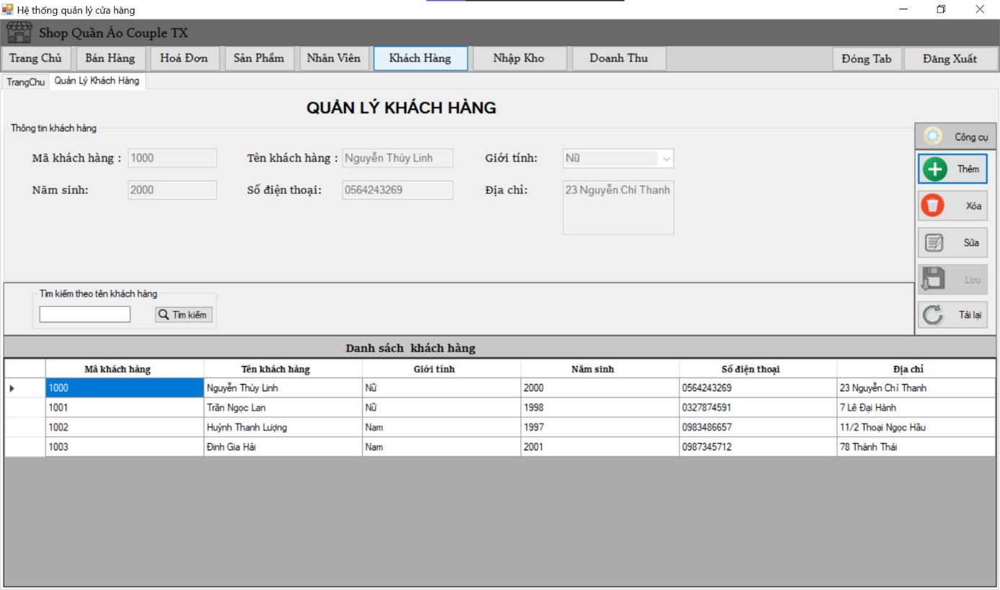 Hệ thống quản lý cửa hàng
Shop Quần Áo Couple TX
Trang Chủ Bán Hàng Hoá Đơn Sản Phẩm Nhân Viên Khách Hàng Nhập Kho Doanh Thu Đóng Tab Đăng Xuất
TrangChu Quản Lý Khách Hàng
QUẢN LÝ KHÁCH HÀNG
Thông tin khách hàng
Công cụ
Mã khách hàng : 1000 Tên khách hàng : Nguyễn Thùy Linh Giới tính: Nữ
Thêm
Năm sinh: 2000 Số điện thoại: 0564243269 Địa chỉ: 23 Nguyễn Chí Thanh
Xóa
Sửa
Lưu
Tìm kiếm theo tên khách hàng
Tìm kiếm
Tải lại
Danh sách khách hàng
Mã khách hàng Tên khách hàng Giới tính Năm sinh Số điện thoại Địa chỉ
1000 Nguyễn Thùy Linh Nữ 2000 0564243269 23 Nguyễn Chí Thanh
1001 Trần Ngọc Lan Nữ 1998 0327874591 7 Lê Đại Hành
1002 Huỳnh Thanh Lượng Nam 1997 0983486657 11/2 Thoại Ngọc Hầu
1003 Đinh Gia Hải Nam 2001 0987345712 78 Thành Thái